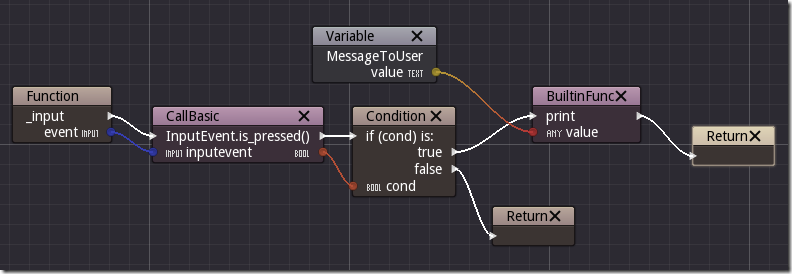 Variable
MessageToUser
value TEXT
Function
_input
event INPUT
CallBasic
InputEvent.is_pressed()
INPUT inputevent BOOL
Condition
if (cond) is:
true
false
BOOL cond
BuiltinFunc
print
ANY value
Return
Return